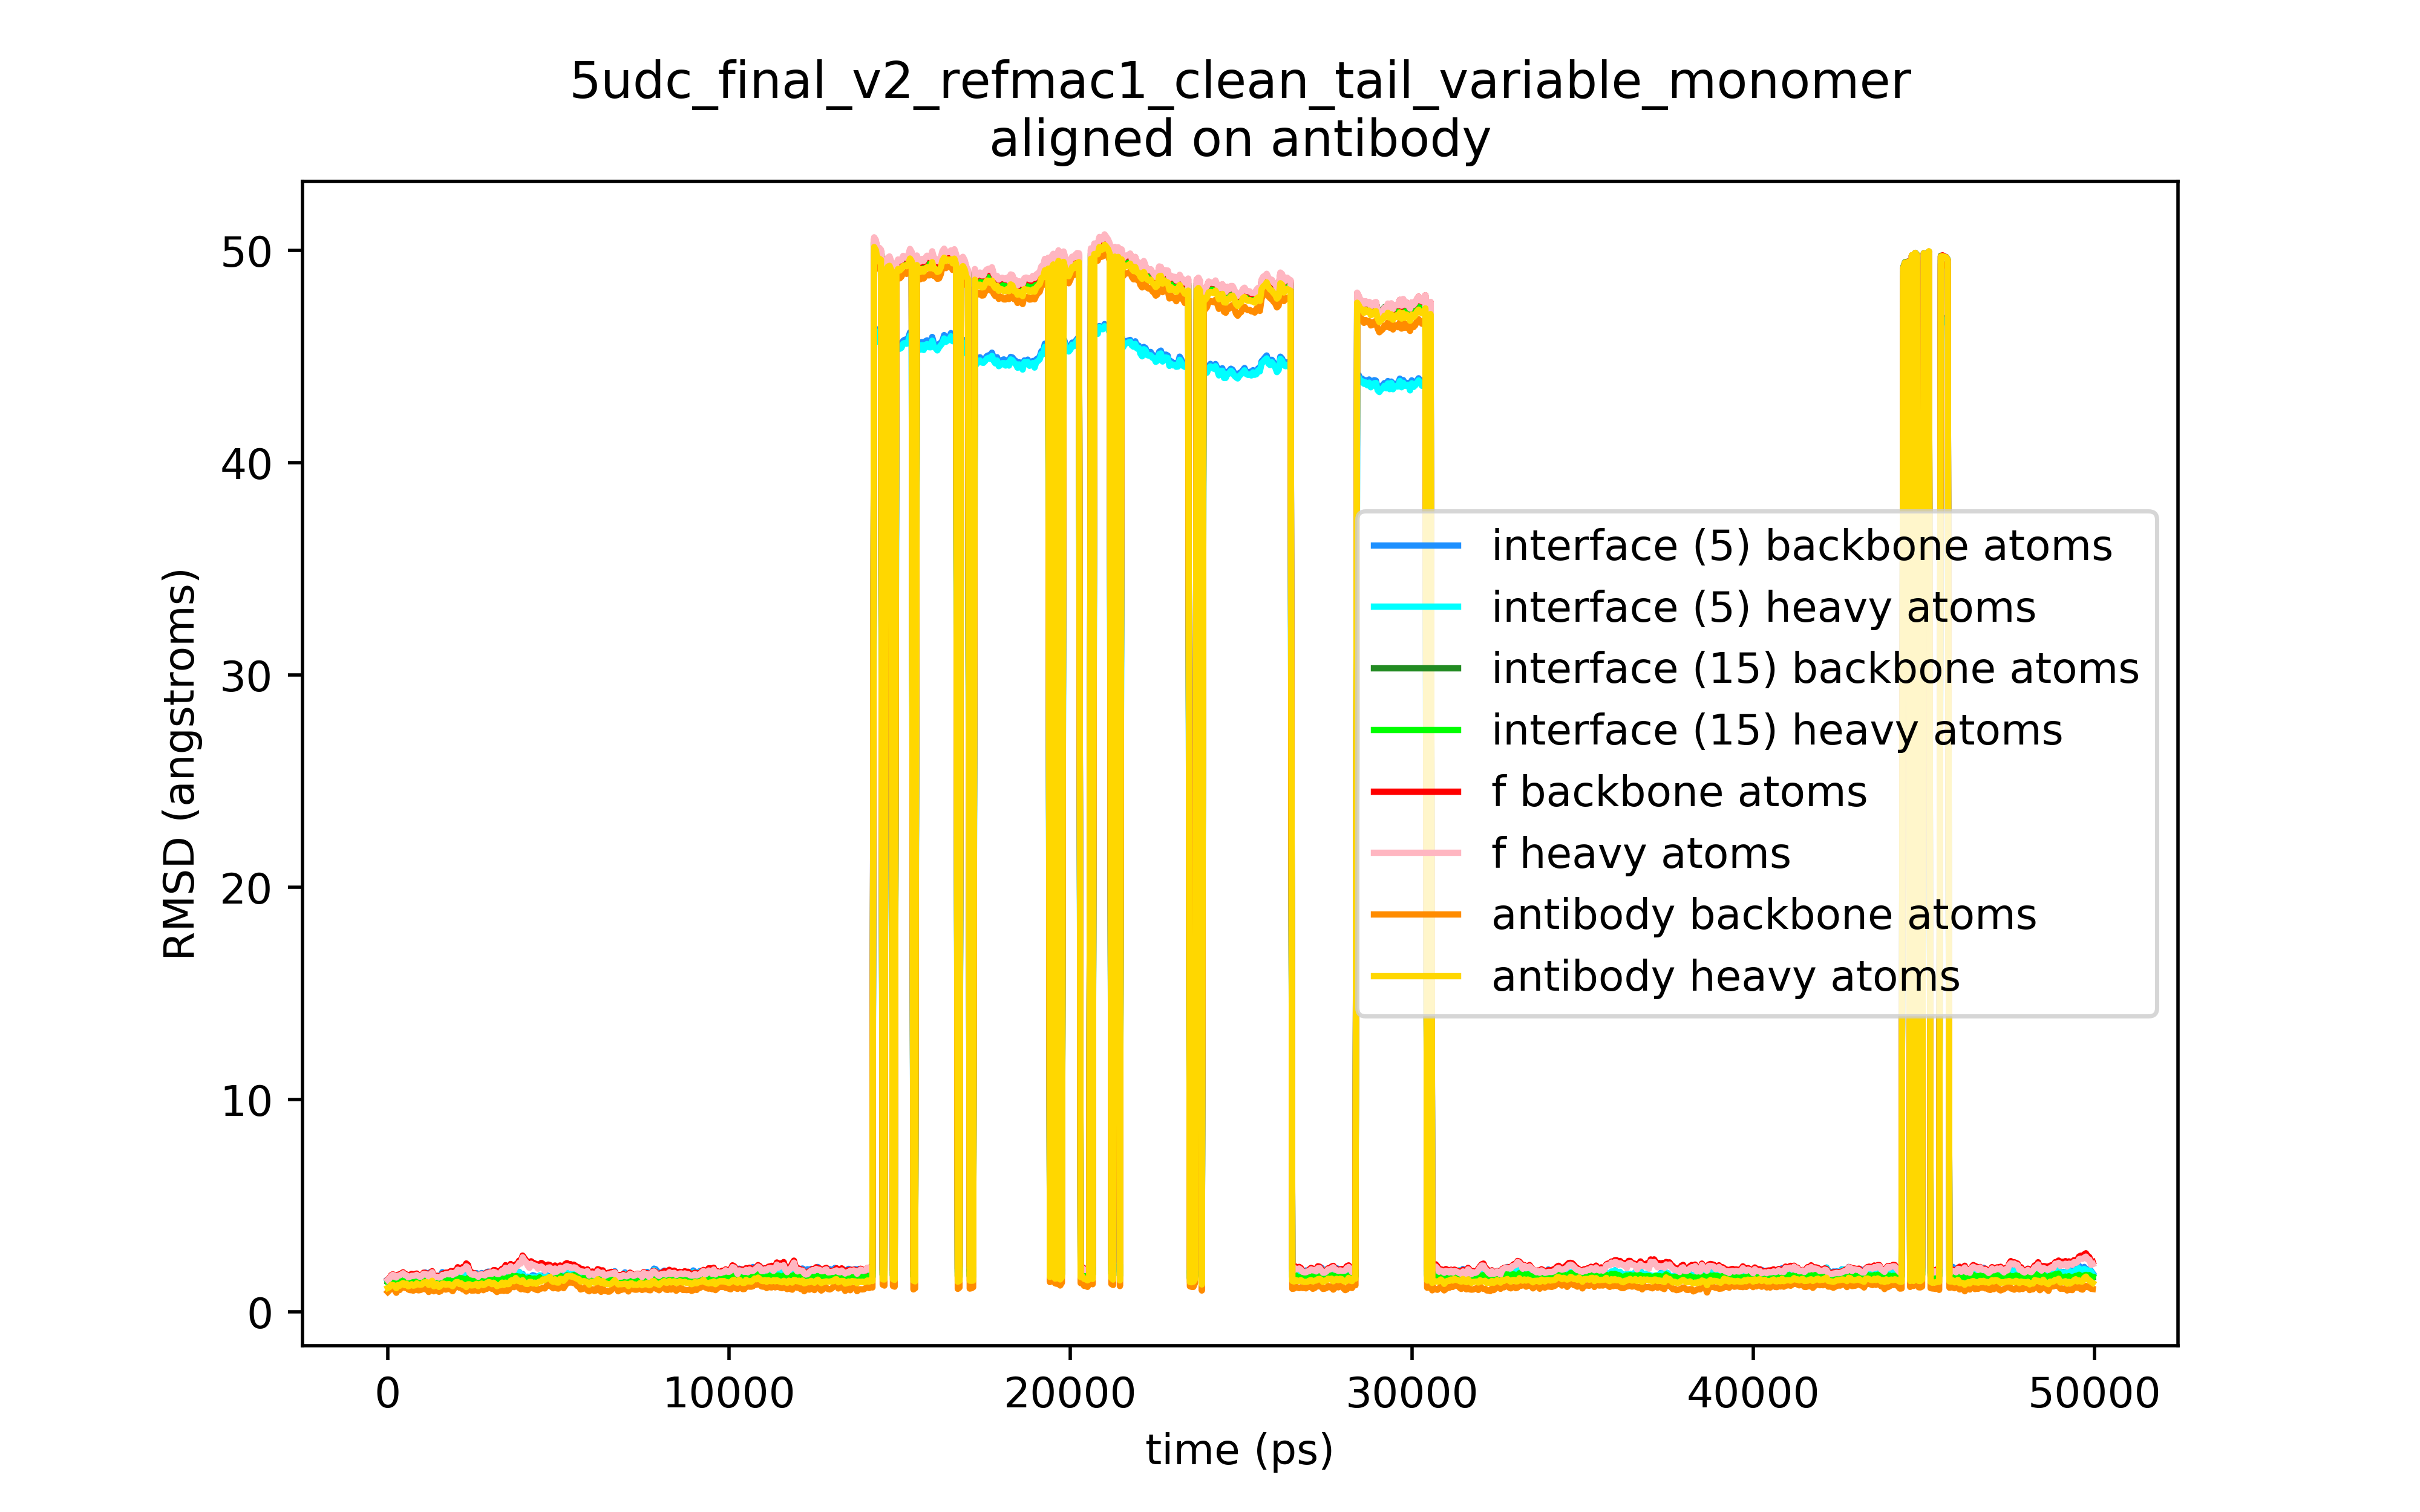 5udc_final_v2_refmac1_clean_tail_variable_monomer
aligned on antibody
50
40
30
20
10
0
RMSD (angstroms)
interface (5) backbone atoms
interface (5) heavy atoms
interface (15) backbone atoms
interface (15) heavy atoms
f backbone atoms
f heavy atoms
antibody backbone atoms
antibody heavy atoms
0 10000 20000 30000 40000 50000
time (ps)